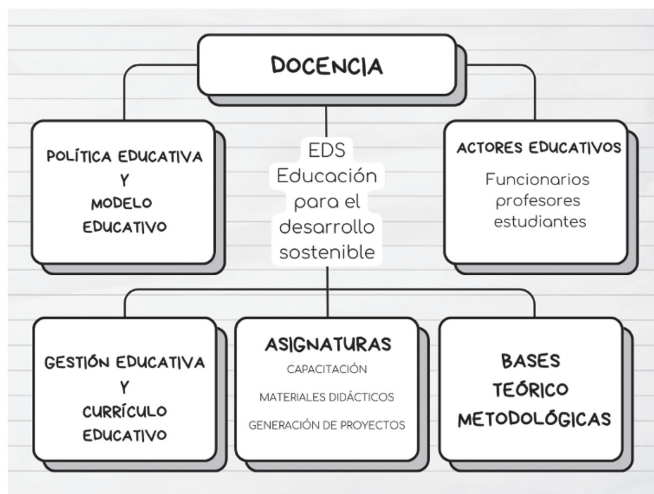 DOCENCIA
POLÍTICA EDUCATIVA
Y
MODELO
EDUCATIVO
EDS
Educación
para el
desarrollo
sostenible
ACTORES EDUCATIVOS
Funcionarios
profesores
estudiantes
GESTIÓN EDUCATIVA
Y
CURRÍCULO
EDUCATIVO
ASIGNATURAS
CAPACITACIÓN
MATERIALES DIDÁCTICOS
GENERACIÓN DE PROYECTOS
BASES
TEÓRICO
METODOLÓGICAS